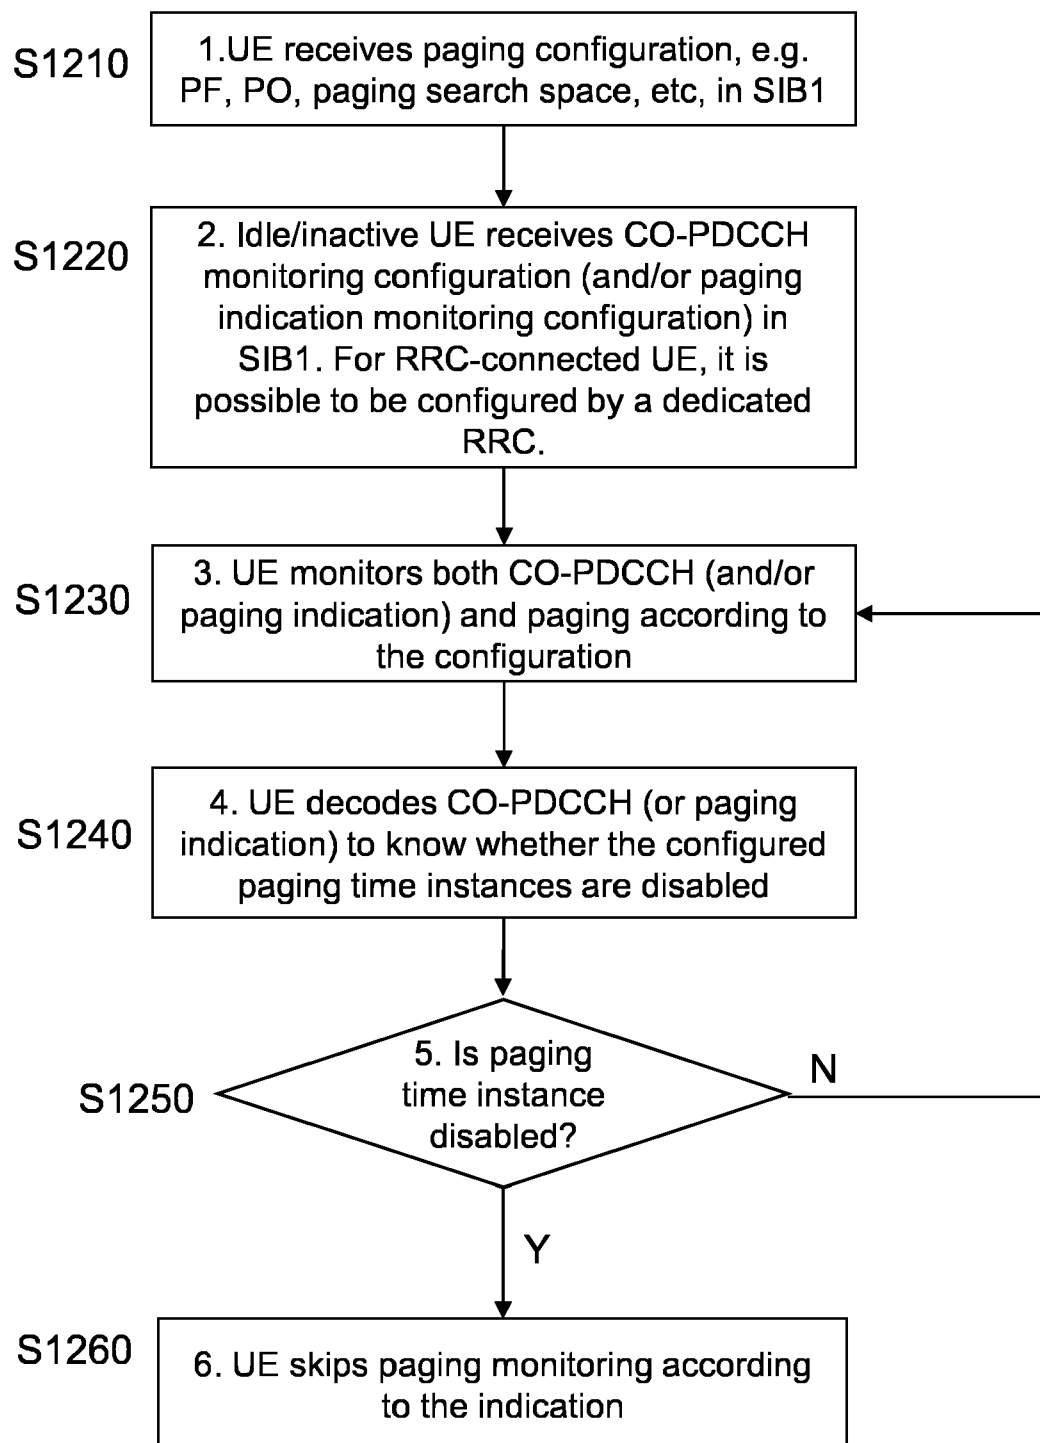 S1210
1.UE receives paging configuration, e.g.
PF, PO, paging search space, etc, in SIB1
S1220
2. Idle/inactive UE receives CO-PDCCH
monitoring configuration (and/or paging
indication monitoring configuration) in
SIB1. For RRC-connected UE, it is
possible to be configured by a dedicated
RRC.
S1230
3. UE monitors both CO-PDCCH (and/or
paging indication) and paging according to
the configuration
S1240
4. UE decodes CO-PDCCH (or paging
indication) to know whether the configured
paging time instances are disabled
S1250
5. Is paging
time instance
disabled?
N
Y
S1260
6. UE skips paging monitoring according
to the indication